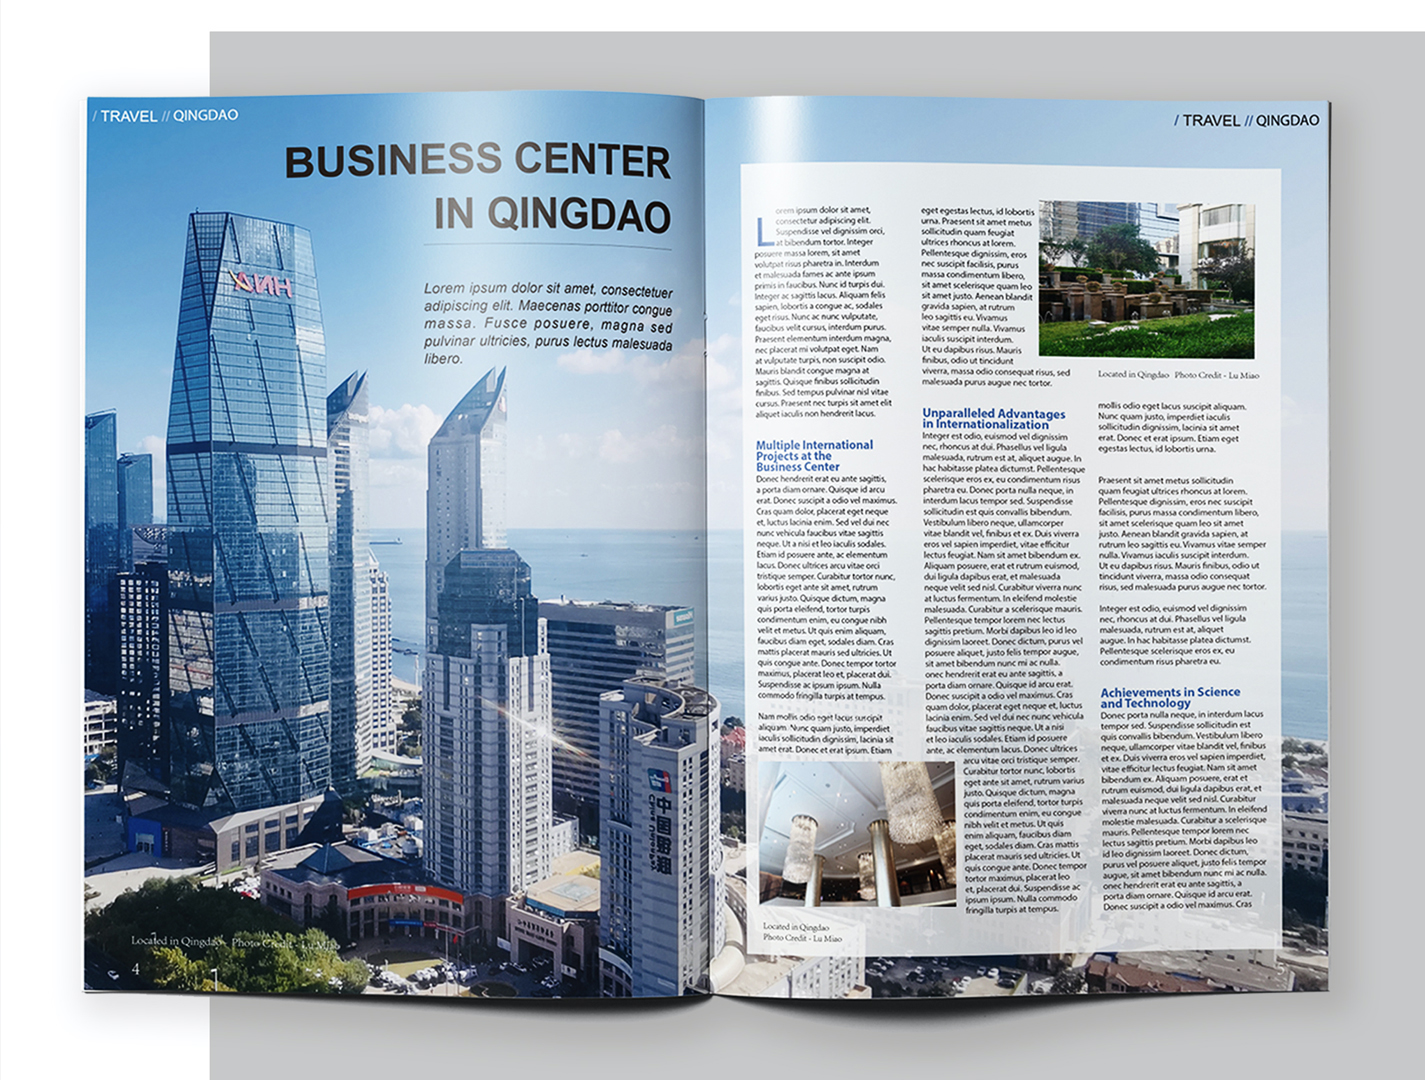 / TRAVEL // QINGDAO
BUSINESS CENTER
IN QINGDAO
Lorem ipsum dolor sit amet, consectetuer
adipiscing elit. Maecenas porttitor congue
massa. Fusce posuere, magna sed
pulvinar ultricies, purus lectus malesuada
libero.
HNA
中国联通
China unicom
Located in Qingdao Photo Credit - Lu Miao
4
/ TRAVEL // QINGDAO
Lorem ipsum dolor sit amet,
consectetur adipiscing elit.
Suspendisse vel dignissim orci,
at bibendum tortor. Integer
posuere massa lorem, sit amet
volutpat risus pharetra in. Interdum
et malesuada fames ac ante ipsum
primis in faucibus. Nunc id turpis dui.
Integer ac sagittis lacus. Aliquam felis
sapien, lobortis a congue ac, sodales
eget risus. Nunc ac nunc vulputate,
faucibus velit cursus, interdum purus.
Praesent elementum interdum magna,
nec placerat mi volutpat eget. Nam
at vulputate turpis, non suscipit odio.
Mauris blandit congue magna at
sagittis. Quisque finibus sollicitudin
finibus. Sed tempus pulvinar nisl vitae
cursus. Praesent nec turpis sit amet elit
aliquet iaculis non hendrerit lacus.
Multiple International
Projects at the
Business Center
Donec hendrerit erat eu ante sagittis,
a porta diam ornare. Quisque id arcu
erat. Donec suscipit a odio vel maximus.
Cras quam dolor, placerat eget neque
et, luctus lacinia enim. Sed vel dui nec
nunc vehicula faucibus vitae sagittis
neque. Ut a nisi et leo iaculis sodales.
Etiam id posuere ante, ac elementum
lacus. Donec ultrices arcu vitae orci
tristique semper. Curabitur tortor nunc,
lobortis eget ante sit amet, rutrum
varius justo. Quisque dictum, magna
quis porta eleifend, tortor turpis
condimentum enim, eu congue nibh
velit et metus. Ut quis enim aliquam,
faucibus diam eget, sodales diam. Cras
mattis placerat mauris sed ultricies. Ut
quis congue ante. Donec tempor tortor
maximus, placerat leo et, placerat dui.
Suspendisse ac ipsum ipsum. Nulla
commodo fringilla turpis at tempus.
Nam mollis odio eget lacus suscipit
aliquam. Nunc quam justo, imperdiet
iaculis sollicitudin dignissim, lacinia sit
amet erat. Donec et erat ipsum. Etiam
Located in Qingdao
Photo Credit - Lu Miao
eget egestas lectus, id lobortis
urna. Praesent sit amet metus
sollicitudin quam feugiat
ultrices rhoncus at lorem.
Pellentesque dignissim, eros
nec suscipit facilisis, purus
massa condimentum libero,
sit amet scelerisque quam leo
sit amet justo. Aenean blandit
gravida sapien, at rutrum
leo sagittis eu. Vivamus
vitae semper nulla. Vivamus
iaculis suscipit interdum.
Ut eu dapibus risus. Mauris
finibus, odio ut tincidunt
viverra, massa odio consequat risus, sed
malesuada purus augue nec tortor.
Unparalleled Advantages
in Internationalization
Integer est odio, euismod vel dignissim
nec, rhoncus at dui. Phasellus vel ligula
malesuada, rutrum est at, aliquet augue. In
hac habitasse platea dictumst. Pellentesque
scelerisque eros ex, eu condimentum risus
pharetra eu. Donec porta nulla neque, in
interdum lacus tempor sed. Suspendisse
sollicitudin est quis convallis bibendum.
Vestibulum libero neque, ullamcorper
vitae blandit vel, finibus et ex. Duis viverra
eros vel sapien imperdiet, vitae efficitur
lectus feugiat. Nam sit amet bibendum ex.
Aliquam posuere, erat et rutrum euismod,
dui ligula dapibus erat, et malesuada
neque velit sed nisl. Curabitur viverra nunc
at luctus fermentum. In eleifend molestie
malesuada. Curabitur a scelerisque mauris.
Pellentesque tempor lorem nec lectus
sagittis pretium. Morbi dapibus leo id leo
dignissim laoreet. Donec dictum, purus vel
posuere aliquet, justo felis tempor augue,
sit amet bibendum nunc mi ac nulla.
onec hendrerit erat eu ante sagittis, a
porta diam ornare. Quisque id arcu erat.
Donec suscipit a odio vel maximus. Cras
quam dolor, placerat eget neque et, luctus
lacinia enim. Sed vel dui nec nunc vehicula
faucibus vitae sagittis neque. Ut a nisi
et leo iaculis sodales. Etiam id posuere
ante, ac elementum lacus. Donec ultrices
arcu vitae orci tristique semper.
Curabitur tortor nunc, lobortis
eget ante sit amet, rutrum varius
justo. Quisque dictum, magna
quis porta eleifend, tortor turpis
condimentum enim, eu congue
nibh velit et metus. Ut quis
enim aliquam, faucibus diam
eget, sodales diam. Cras mattis
placerat mauris sed ultricies. Ut
quis congue ante. Donec tempor
tortor maximus, placerat leo
et, placerat dui. Suspendisse ac
ipsum ipsum. Nulla commodo
fringilla turpis at tempus.
Located in Qingdao Photo Credit - Lu Miao
mollis odio eget lacus suscipit aliquam.
Nunc quam justo, imperdiet iaculis
sollicitudin dignissim, lacinia sit amet
erat. Donec et erat ipsum. Etiam eget
egestas lectus, id lobortis urna.
Praesent sit amet metus sollicitudin
quam feugiat ultrices rhoncus at lorem.
Pellentesque dignissim, eros nec suscipit
facilisis, purus massa condimentum libero,
sit amet scelerisque quam leo sit amet
justo. Aenean blandit gravida sapien, at
rutrum leo sagittis eu. Vivamus vitae semper
nulla. Vivamus iaculis suscipit interdum.
Ut eu dapibus risus. Mauris finibus, odio ut
tincidunt viverra, massa odio consequat
risus, sed malesuada purus augue nec tortor.
Integer est odio, euismod vel dignissim
nec, rhoncus at dui. Phasellus vel ligula
malesuada, rutrum est at, aliquet
augue. In hac habitasse platea dictumst.
Pellentesque scelerisque eros ex, eu
condimentum risus pharetra eu.
Achievements in Science
and Technology
Donec porta nulla neque, in interdum lacus
tempor sed. Suspendisse sollicitudin est
quis convallis bibendum. Vestibulum libero
neque, ullamcorper vitae blandit vel, finibus
et ex. Duis viverra eros vel sapien imperdiet,
vitae efficitur lectus feugiat. Nam sit amet
bibendum ex. Aliquam posuere, erat et
rutrum euismod, dui ligula dapibus erat, et
malesuada neque velit sed nisl. Curabitur
viverra nunc at luctus fermentum. In eleifend
molestie malesuada. Curabitur a scelerisque
mauris. Pellentesque tempor lorem nec
lectus sagittis pretium. Morbi dapibus leo
id leo dignissim laoreet. Donec dictum,
purus vel posuere aliquet, justo felis tempor
augue, sit amet bibendum nunc mi ac nulla.
onec hendrerit erat eu ante sagittis, a
porta diam ornare. Quisque id arcu erat.
Donec suscipit a odio vel maximus. Cras
5